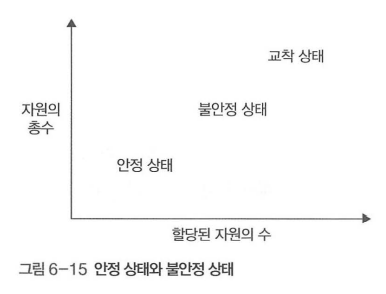 교착 상태
자원의
총수
불안정 상태
안정 상태
할당된 자원의 수
그림 6-15 안정 상태와 불안정 상태